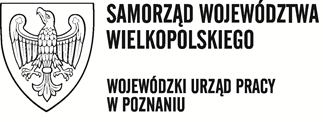 SAMORZĄD WOJEWÓDZTWA
WIELKOPOLSKIEGO
WOJEWÓDZKI URZĄD PRACY
W POZNANIU